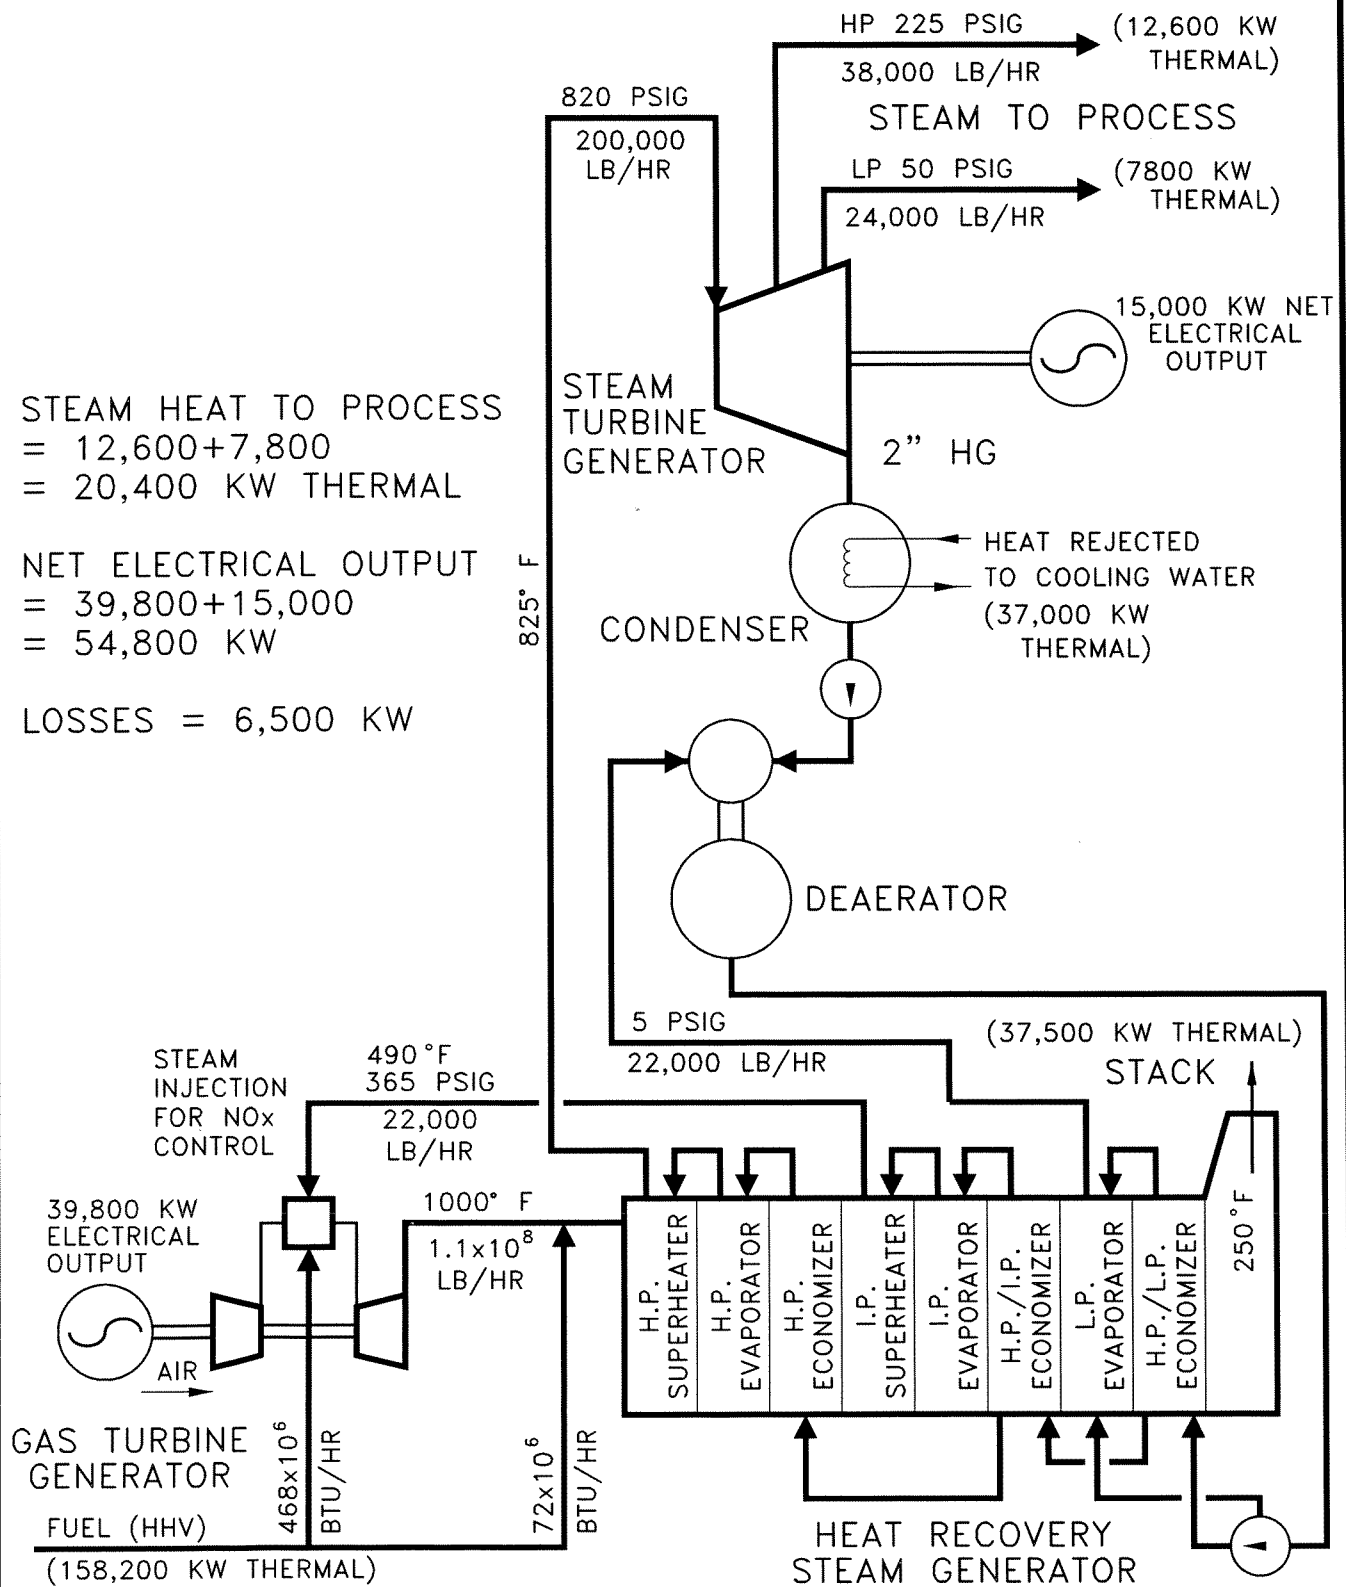 HP 225 PSIG
38,000 LB/HR
(12,600 KW
THERMAL)
STEAM TO PROCESS
820 PSIG
200,000
LB/HR
LP 50 PSIG
24,000 LB/HR
(7800 KW
THERMAL)
15,000 KW NET
ELECTRICAL
OUTPUT
STEAM
TURBINE
GENERATOR
2” HG
STEAM HEAT TO PROCESS
= 12,600+7,800
= 20,400 KW THERMAL
NET ELECTRICAL OUTPUT
= 39,800+15,000
= 54,800 KW
LOSSES = 6,500 KW
825° F
HEAT REJECTED
TO COOLING WATER
(37,000 KW
THERMAL)
CONDENSER
DEAERATOR
5 PSIG
22,000 LB/HR
(37,500 KW THERMAL)
STACK
250°F
STEAM
INJECTION
FOR NOx
CONTROL
490°F
365 PSIG
22,000
LB/HR
1000° F
1.1x10⁸
LB/HR
39,800 KW
ELECTRICAL
OUTPUT
AIR
GAS TURBINE
GENERATOR
H.P.
SUPERHEATER
H.P.
EVAPORATOR
H.P.
ECONOMIZER
I.P.
SUPERHEATER
I.P.
EVAPORATOR
H.P./I.P.
ECONOMIZER
L.P.
EVAPORATOR
H.P./L.P.
ECONOMIZER
468x10⁶
BTU/HR
72x10⁶
BTU/HR
FUEL (HHV)
(158,200 KW THERMAL)
HEAT RECOVERY
STEAM GENERATOR